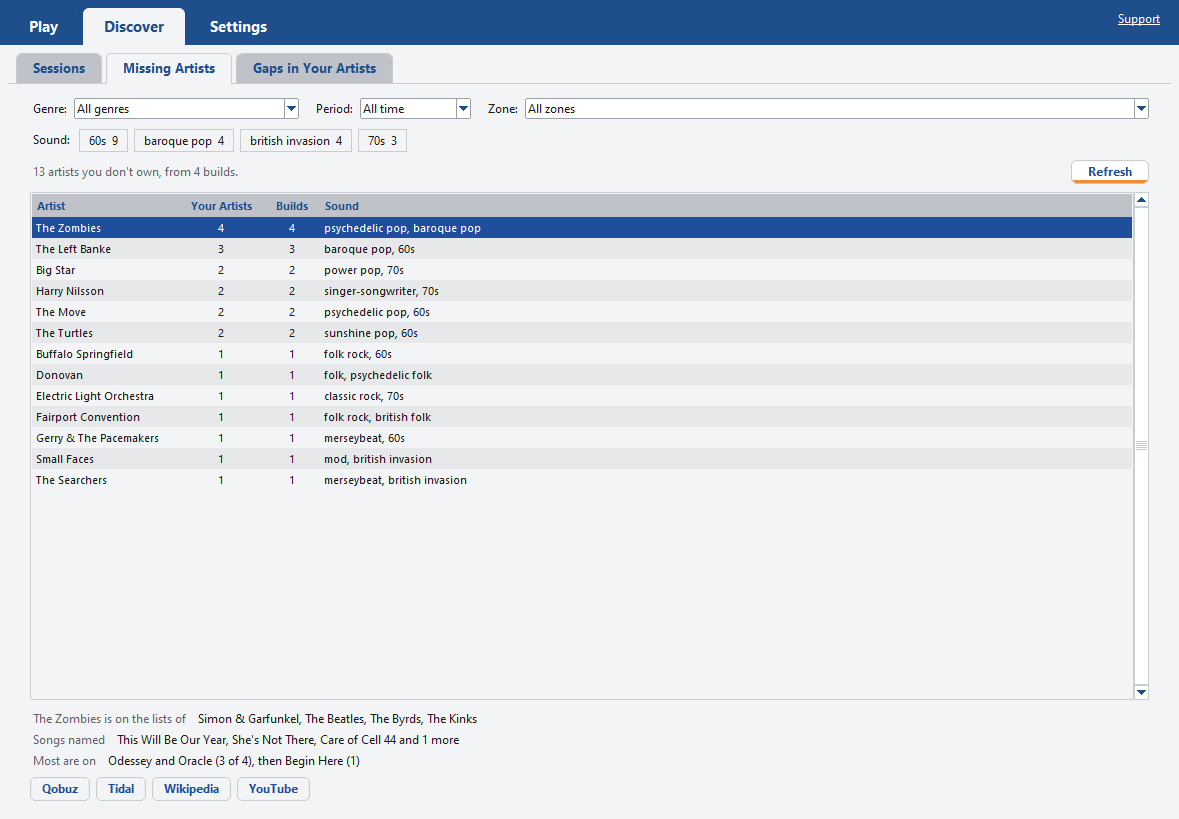 Play Discover Settings Support
Sessions Missing Artists Gaps in Your Artists
Genre: All genres Period: All time Zone: All zones
Sound: 60s 9 baroque pop 4 british invasion 4 70s 3
13 artists you don't own, from 4 builds. Refresh
Artist Your Artists Builds Sound
The Zombies 4 4 psychedelic pop, baroque pop
The Left Banke 3 3 baroque pop, 60s
Big Star 2 2 power pop, 70s
Harry Nilsson 2 2 singer-songwriter, 70s
The Move 2 2 psychedelic pop, 60s
The Turtles 2 2 sunshine pop, 60s
Buffalo Springfield 1 1 folk rock, 60s
Donovan 1 1 folk, psychedelic folk
Electric Light Orchestra 1 1 classic rock, 70s
Fairport Convention 1 1 folk rock, british folk
Gerry & The Pacemakers 1 1 merseybeat, 60s
Small Faces 1 1 mod, british invasion
The Searchers 1 1 merseybeat, british invasion
The Zombies is on the lists of Simon & Garfunkel, The Beatles, The Byrds, The Kinks
Songs named This Will Be Our Year, She's Not There, Care of Cell 44 and 1 more
Most are on Odessey and Oracle (3 of 4), then Begin Here (1)
Qobuz Tidal Wikipedia YouTube